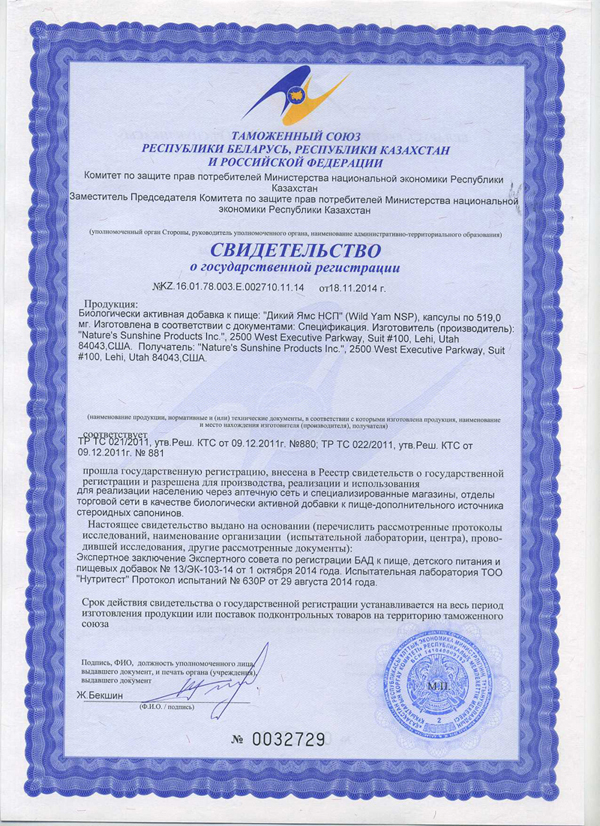 ТАМОЖЕННЫЙ СОЮЗ
РЕСПУБЛИКИ БЕЛАРУСЬ, РЕСПУБЛИКИ КАЗАХСТАН
И РОССИЙСКОЙ ФЕДЕРАЦИИ
Комитет по защите прав потребителей Министерства национальной экономики Республики
Казахстан
Заместитель Председателя Комитета по защите прав потребителей Министерства национальной
экономики Республики Казахстан
(уполномоченный орган Стороны, руководитель уполномоченного органа, наименование административно-территориального образования)
СВИДЕТЕЛЬСТВО
о государственной регистрации
№KZ.16.01.78.003.E.002710.11.14 от18.11.2014 г.
Продукция:
Биологически активная добавка к пище: "Дикий Ямс НСП" (Wild Yam NSP), капсулы по 519,0
мг. Изготовлена в соответствии с документами: Спецификация. Изготовитель (производитель):
"Nature's Sunshine Products Inc.", 2500 West Executive Parkway, Suit #100, Lehi, Utah
84043,США. Получатель: "Nature's Sunshine Products Inc.", 2500 West Executive Parkway, Suit
#100, Lehi, Utah 84043,США.
(наименование продукции, нормативные и (или) технические документы, в соответствии с которыми изготовлена продукция, наименование
и место нахождения изготовителя (производителя), получателя)
соответствует
ТР ТС 021/2011, утв.Реш. КТС от 09.12.2011г. №880; ТР ТС 022/2011, утв.Реш. КТС от
09.12.2011г. № 881
прошла государственную регистрацию, внесена в Реестр свидетельств о государственной
регистрации и разрешена для производства, реализации и использования
для реализации населению через аптечную сеть и специализированные магазины, отделы
торговой сети в качестве биологически активной добавки к пище-дополнительного источника
стероидных сапонинов.
Настоящее свидетельство выдано на основании (перечислить рассмотренные протоколы
исследований, наименование организации (испытательной лаборатории, центра), прово-
дившей исследования, другие рассмотренные документы):
Экспертное заключение Экспертного совета по регистрации БАД к пище, детского питания и
пищевых добавок № 13/ЭК-103-14 от 1 октября 2014 года. Испытательная лаборатория ТОО
"Нутритест" Протокол испытаний № 630Р от 29 августа 2014 года.
Срок действия свидетельства о государственной регистрации устанавливается на весь период
изготовления продукции или поставок подконтрольных товаров на территорию таможенного
союза
Подпись, ФИО, должность уполномоченного лица,
выдавшего документ, и печать органа (учреждения),
выдавшего документ
Ж.Бекшин
(Ф.И.О. / подпись)
М.П.
2
№ 0032729